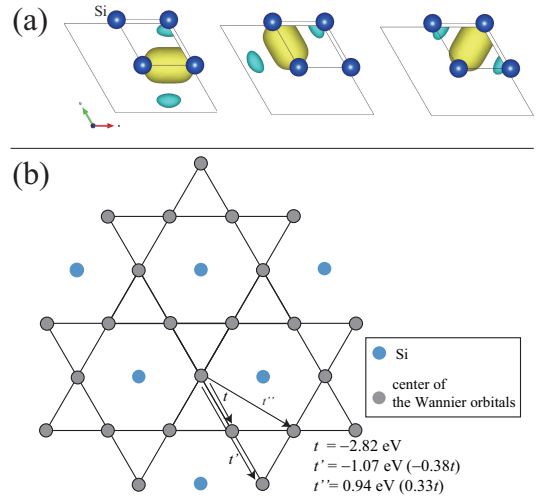 (a)
Si
b
a
(b)
t
t''
t'
Si
center of
the Wannier orbitals
t = −2.82 eV
t' = −1.07 eV (−0.38t)
t'' = 0.94 eV (0.33t)